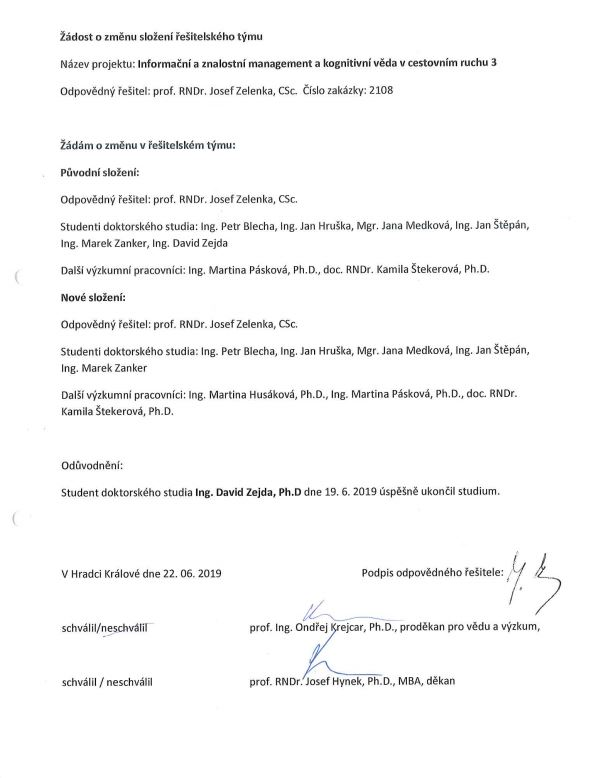 Žádost o změnu složení řešitelského týmu
Název projektu: Informační a znalostní management a kognitivní věda v cestovním ruchu 3
Odpovědný řešitel: prof. RNDr. Josef Zelenka, CSc. Číslo zakázky: 2108
Žádám o změnu v řešitelském týmu:
Původní složení:
Odpovědný řešitel: prof. RNDr. Josef Zelenka, CSc.
Studenti doktorského studia: Ing. Petr Blecha, Ing. Jan Hruška, Mgr. Jana Medková, Ing. Jan Štěpán,
Ing. Marek Zanker, Ing. David Zejda
Další výzkumní pracovníci: Ing. Martina Pásková, Ph.D., doc. RNDr. Kamila Štekerová, Ph.D.
Nové složení:
Odpovědný řešitel: prof. RNDr. Josef Zelenka, CSc.
Studenti doktorského studia: Ing. Petr Blecha, Ing. Jan Hruška, Mgr. Jana Medková, Ing. Jan Štěpán,
Ing. Marek Zanker
Další výzkumní pracovníci: Ing. Martina Husáková, Ph.D., Ing. Martina Pásková, Ph.D., doc. RNDr.
Kamila Štekerová, Ph.D.
Odůvodnění:
Student doktorského studia Ing. David Zejda, Ph.D dne 19. 6. 2019 úspěšně ukončil studium.
V Hradci Králové dne 22. 06. 2019 Podpis odpovědného řešitele:
schválil/neschválil prof. Ing. Ondřej Krejcar, Ph.D., proděkan pro vědu a výzkum,
schválil / neschválil prof. RNDr. Josef Hynek, Ph.D., MBA, děkan